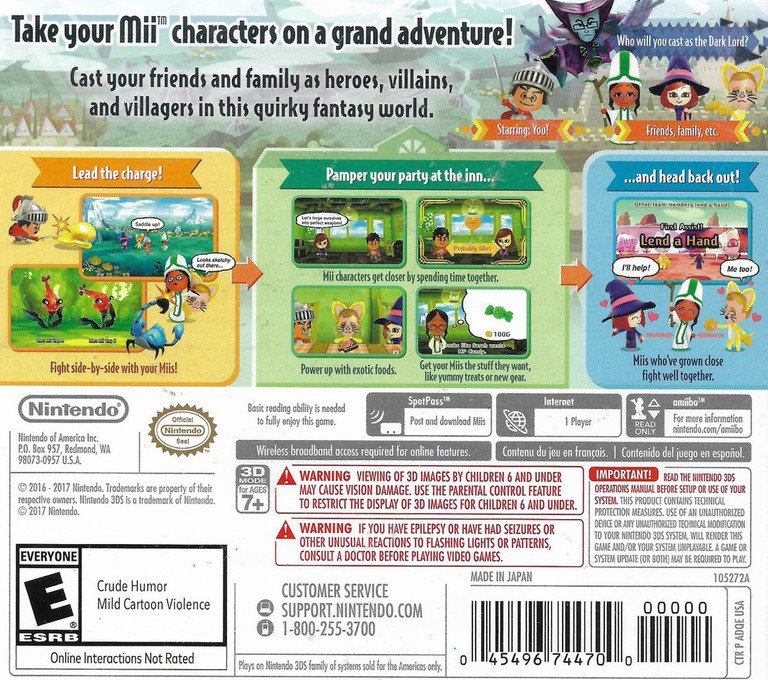 Take your Mii™ characters on a grand adventure!
Who will you cast as the Dark Lord?
Cast your friends and family as heroes, villains,
and villagers in this quirky fantasy world.
Starring: You!
Friends, family, etc.
Lead the charge!
Saddle up!
Looks sketchy
out there...
Fight side-by-side with your Miis!
Pamper your party at the inn...
Let's forge ourselves
into perfect weapons!
Probably likes
Mii characters get closer by spending time together.
Power up with exotic foods.
100G
Looks like Sarah wants
MP Candy.
Get your Miis the stuff they want,
like yummy treats or new gear.
...and head back out!
Other team members lend a hand!
First Assist!
Lend a Hand
I'll help!
Me too!
Miis who've grown close
fight well together.
Nintendo®
Nintendo of America Inc.
P.O. Box 957, Redmond, WA
98073-0957 U.S.A.
Official
Nintendo
Seal
Basic reading ability is needed
to fully enjoy this game.
SpotPass™
Post and download Miis
Internet
1 Player
amiibo™
READ
ONLY
For more information
nintendo.com/amiibo
Wireless broadband access required for online features.
Contenu du jeu en français.
Contenido del juego en español.
© 2016 - 2017 Nintendo. Trademarks are property of their
respective owners. Nintendo 3DS is a trademark of Nintendo.
© 2017 Nintendo.
3D
MODE
for AGES
7+
WARNING VIEWING OF 3D IMAGES BY CHILDREN 6 AND UNDER
MAY CAUSE VISION DAMAGE. USE THE PARENTAL CONTROL FEATURE
TO RESTRICT THE DISPLAY OF 3D IMAGES FOR CHILDREN 6 AND UNDER.
WARNING IF YOU HAVE EPILEPSY OR HAVE HAD SEIZURES OR
OTHER UNUSUAL REACTIONS TO FLASHING LIGHTS OR PATTERNS,
CONSULT A DOCTOR BEFORE PLAYING VIDEO GAMES.
IMPORTANT! READ THE NINTENDO 3DS
OPERATIONS MANUAL BEFORE SETUP OR USE OF YOUR
SYSTEM. THIS PRODUCT CONTAINS TECHNICAL
PROTECTION MEASURES. USE OF AN UNAUTHORIZED
DEVICE OR ANY UNAUTHORIZED TECHNICAL MODIFICATION
TO YOUR NINTENDO 3DS SYSTEM, WILL RENDER THIS
GAME AND/OR YOUR SYSTEM UNPLAYABLE. A GAME OR
SYSTEM UPDATE (OR BOTH) MAY BE REQUIRED TO PLAY.
EVERYONE
E
ESRB
Crude Humor
Mild Cartoon Violence
Online Interactions Not Rated
CUSTOMER SERVICE
SUPPORT.NINTENDO.COM
1-800-255-3700
Plays on Nintendo 3DS family of systems sold for the Americas only.
MADE IN JAPAN
105272A
0 45496 74470 0
00000
CTR P ADQE USA